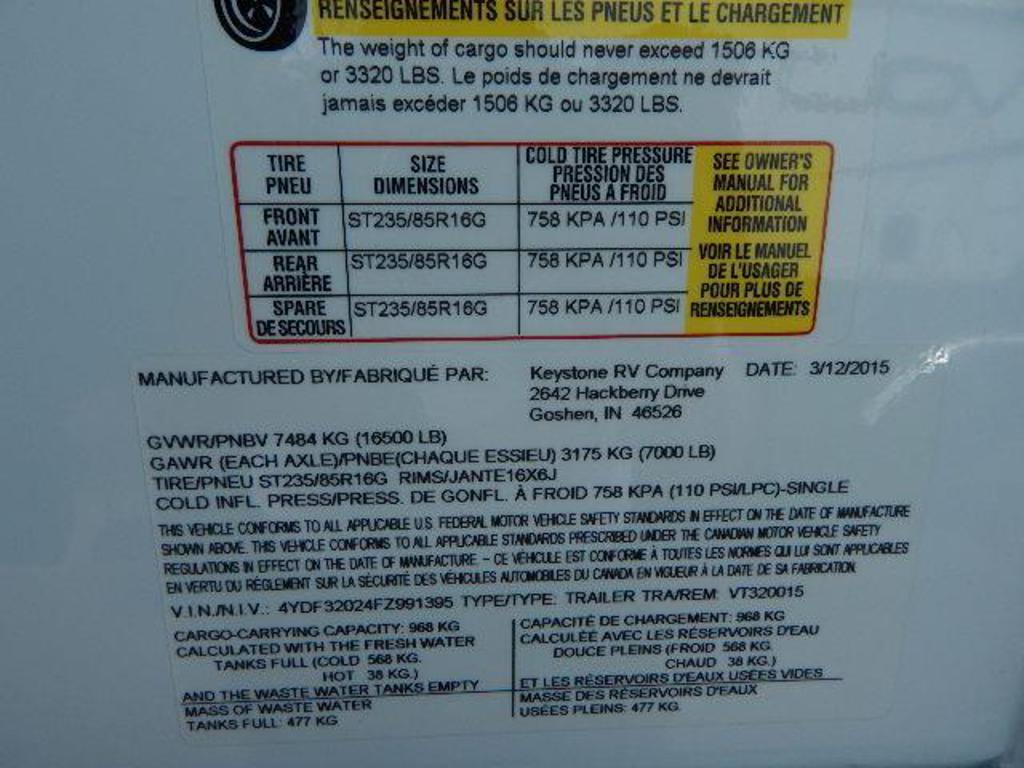 RENSEIGNEMENTS SUR LES PNEUS ET LE CHARGEMENT
The weight of cargo should never exceed 1506 KG
or 3320 LBS. Le poids de chargement ne devrait
jamais excéder 1506 KG ou 3320 LBS.
TIRE SIZE COLD TIRE PRESSURE
PNEU DIMENSIONS PRESSION DES
PNEUS A FROID
FRONT ST235/85R16G 758 KPA /110 PSI
AVANT
REAR ST235/85R16G 758 KPA /110 PSI
ARRIÈRE
SPARE ST235/85R16G 758 KPA /110 PSI
DE SECOURS
SEE OWNER'S
MANUAL FOR
ADDITIONAL
INFORMATION
VOIR LE MANUEL
DE L'USAGER
POUR PLUS DE
RENSEIGNEMENTS
MANUFACTURED BY/FABRIQUÉ PAR: Keystone RV Company DATE: 3/12/2015
2642 Hackberry Drive
Goshen, IN 46526
GVWR/PNBV 7484 KG (16500 LB)
GAWR (EACH AXLE)/PNBE(CHAQUE ESSIEU) 3175 KG (7000 LB)
TIRE/PNEU ST235/85R16G RIMS/JANTE16X6J
COLD INFL. PRESS/PRESS. DE GONFL. À FROID 758 KPA (110 PSI/LPC)-SINGLE
THIS VEHICLE CONFORMS TO ALL APPLICABLE U.S. FEDERAL MOTOR VEHICLE SAFETY STANDARDS IN EFFECT ON THE DATE OF MANUFACTURE
SHOWN ABOVE. THIS VEHICLE CONFORMS TO ALL APPLICABLE STANDARDS PRESCRIBED UNDER THE CANADIAN MOTOR VEHICLE SAFETY
REGULATIONS IN EFFECT ON THE DATE OF MANUFACTURE. - CE VÉHICULE EST CONFORME À TOUTES LES NORMES QUI LUI SONT APPLICABLES
EN VERTU DU RÈGLEMENT SUR LA SÉCURITÉ DES VÉHICULES AUTOMOBILES DU CANADA EN VIGUEUR À LA DATE DE SA FABRICATION.
V.I.N./N.I.V.: 4YDF32024FZ991395 TYPE/TYPE: TRAILER TRA/REM: VT320015
CARGO-CARRYING CAPACITY: 968 KG
CALCULATED WITH THE FRESH WATER
TANKS FULL (COLD 568 KG.
HOT 38 KG.)
AND THE WASTE WATER TANKS EMPTY
MASS OF WASTE WATER
TANKS FULL: 477 KG
CAPACITÉ DE CHARGEMENT: 968 KG
CALCULÉE AVEC LES RÉSERVOIRS D'EAU
DOUCE PLEINS (FROID 568 KG.
CHAUD 38 KG.)
ET LES RÉSERVOIRS D'EAUX USÉES VIDES
MASSE DES RÉSERVOIRS D'EAUX
USÉES PLEINS: 477 KG.